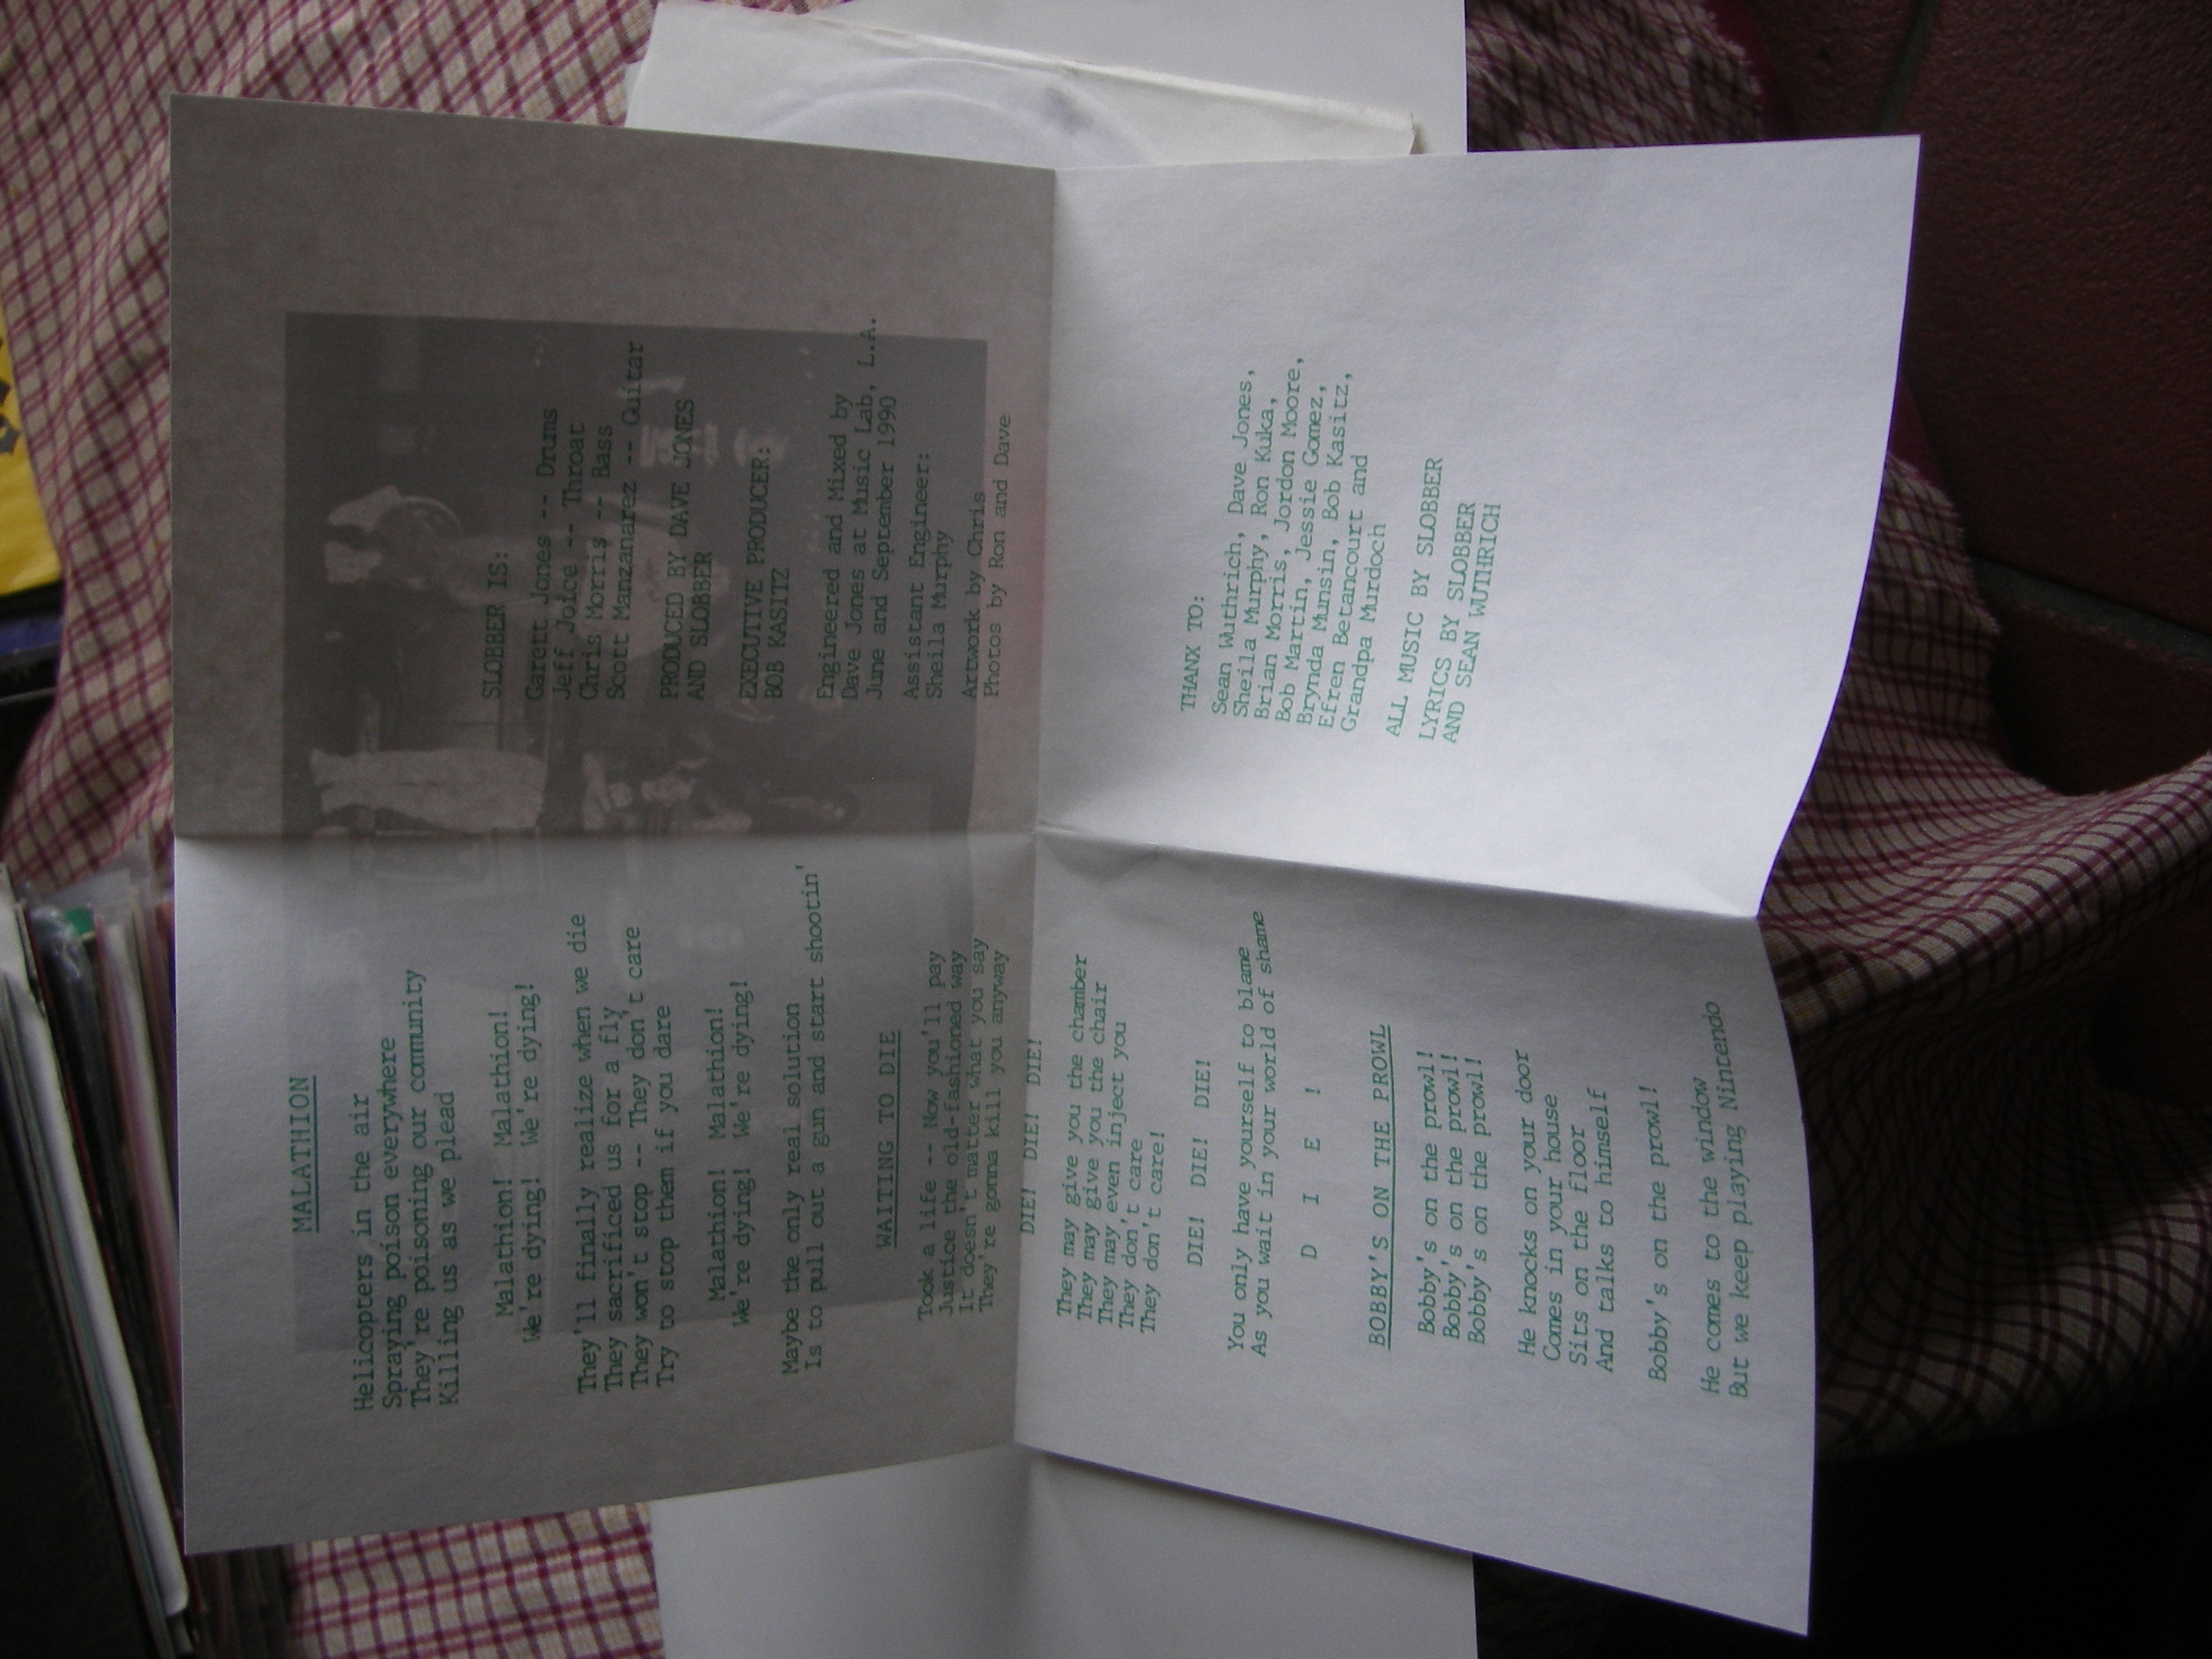 MALATHION
Helicopters in the air
Spraying poison everywhere
They're poisoning our community
Killing us as we plead
Malathion! Malathion!
We're dying! We're dying!
They'll finally realize when we die
They sacrificed us for a fly
They won't stop -- They don't care
Try to stop them if you dare
Malathion! Malathion!
We're dying! We're dying!
Maybe the only real solution
Is to pull out a gun and start shootin'
WAITING TO DIE
Took a life -- Now you'll pay
Justice the old-fashioned way
It doesn't matter what you say
They're gonna kill you anyway
DIE! DIE! DIE!
They may give you the chamber
They may give you the chair
They may even inject you
They don't care
They don't care!
DIE! DIE! DIE!
You only have yourself to blame
As you wait in your world of shame
D I E !
BOBBY'S ON THE PROWL
Bobby's on the prowl!
Bobby's on the prowl!
Bobby's on the prowl!
He knocks on your door
Comes in your house
Sits on the floor
And talks to himself
Bobby's on the prowl!
He comes to the window
But we keep playing Nintendo
SLOBBER IS:
Garett Jones -- Drums
Jeff Joice -- Throat
Chris Morris -- Bass
Scott Manzanarez -- Guitar
PRODUCED BY DAVE JONES
AND SLOBBER
EXECUTIVE PRODUCER:
BOB KASITZ
Engineered and Mixed by
Dave Jones at Music Lab, L.A.
June and September 1990
Assistant Engineer:
Sheila Murphy
Artwork by Chris
Photos by Ron and Dave
THANX TO:
Sean Wuthrich, Dave Jones,
Sheila Murphy, Ron Kuka,
Brian Morris, Jordon Moore,
Bob Martin, Jessie Gomez,
Brynda Munsin, Bob Kasitz,
Efren Betancourt and
Grandpa Murdoch
ALL MUSIC BY SLOBBER
LYRICS BY SLOBBER
AND SEAN WUTHRICH